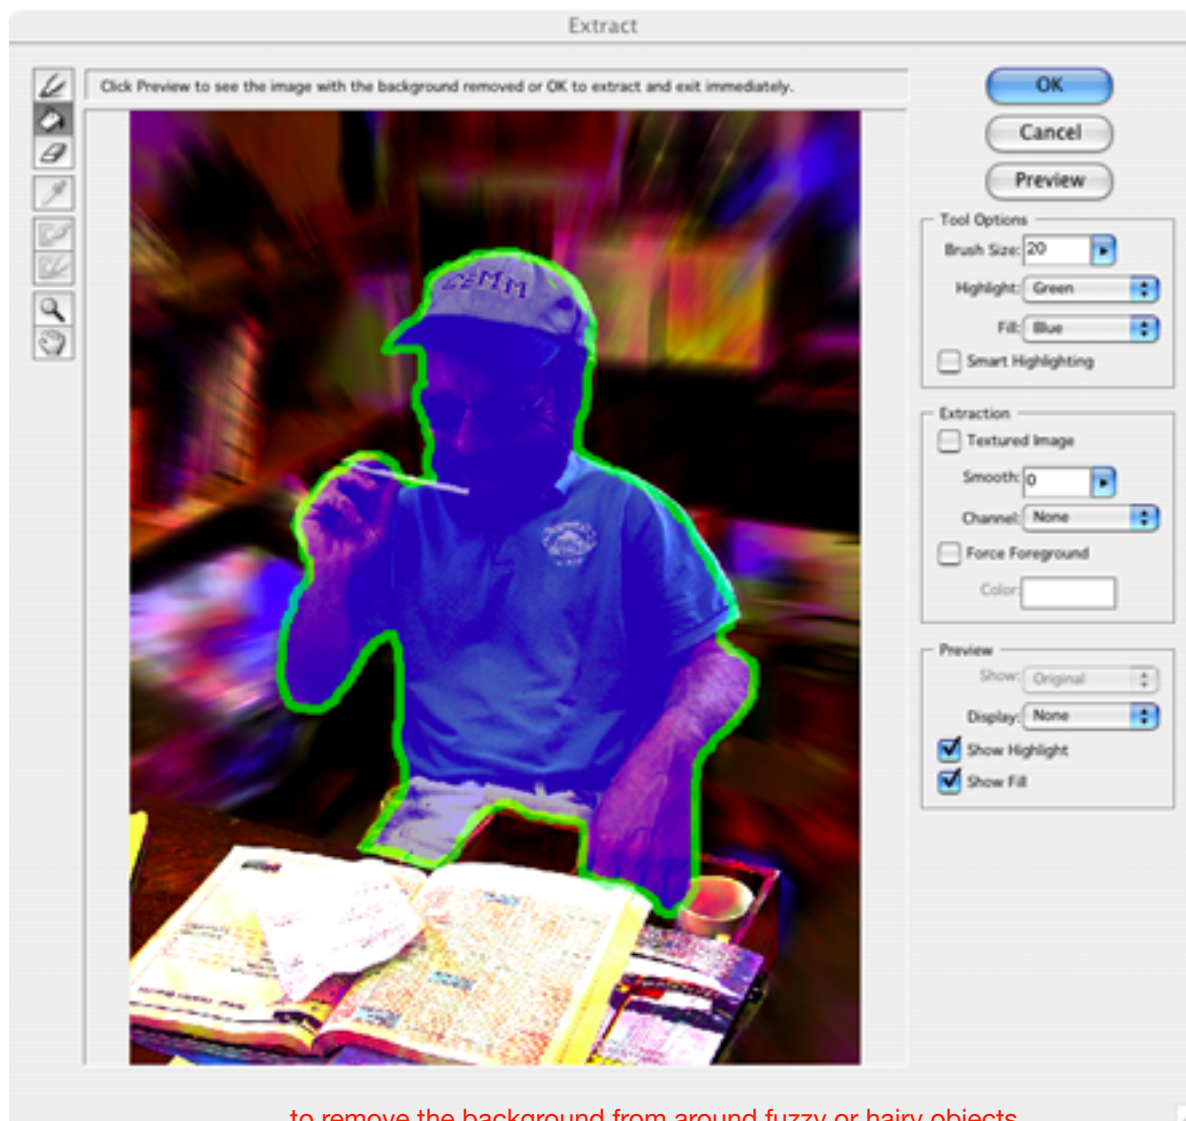 Extract
Click Preview to see the image with the background removed or OK to extract and exit immediately.
OK
Cancel
Preview
Tool Options
Brush Size: 20
Highlight: Green
Fill: Blue
Smart Highlighting
Extraction
Textured Image
Smooth: 0
Channel: None
Force Foreground
Color:
Preview
Show: Original
Display: None
Show Highlight
Show Fill
to remove the background from around fuzzy or hairy objects